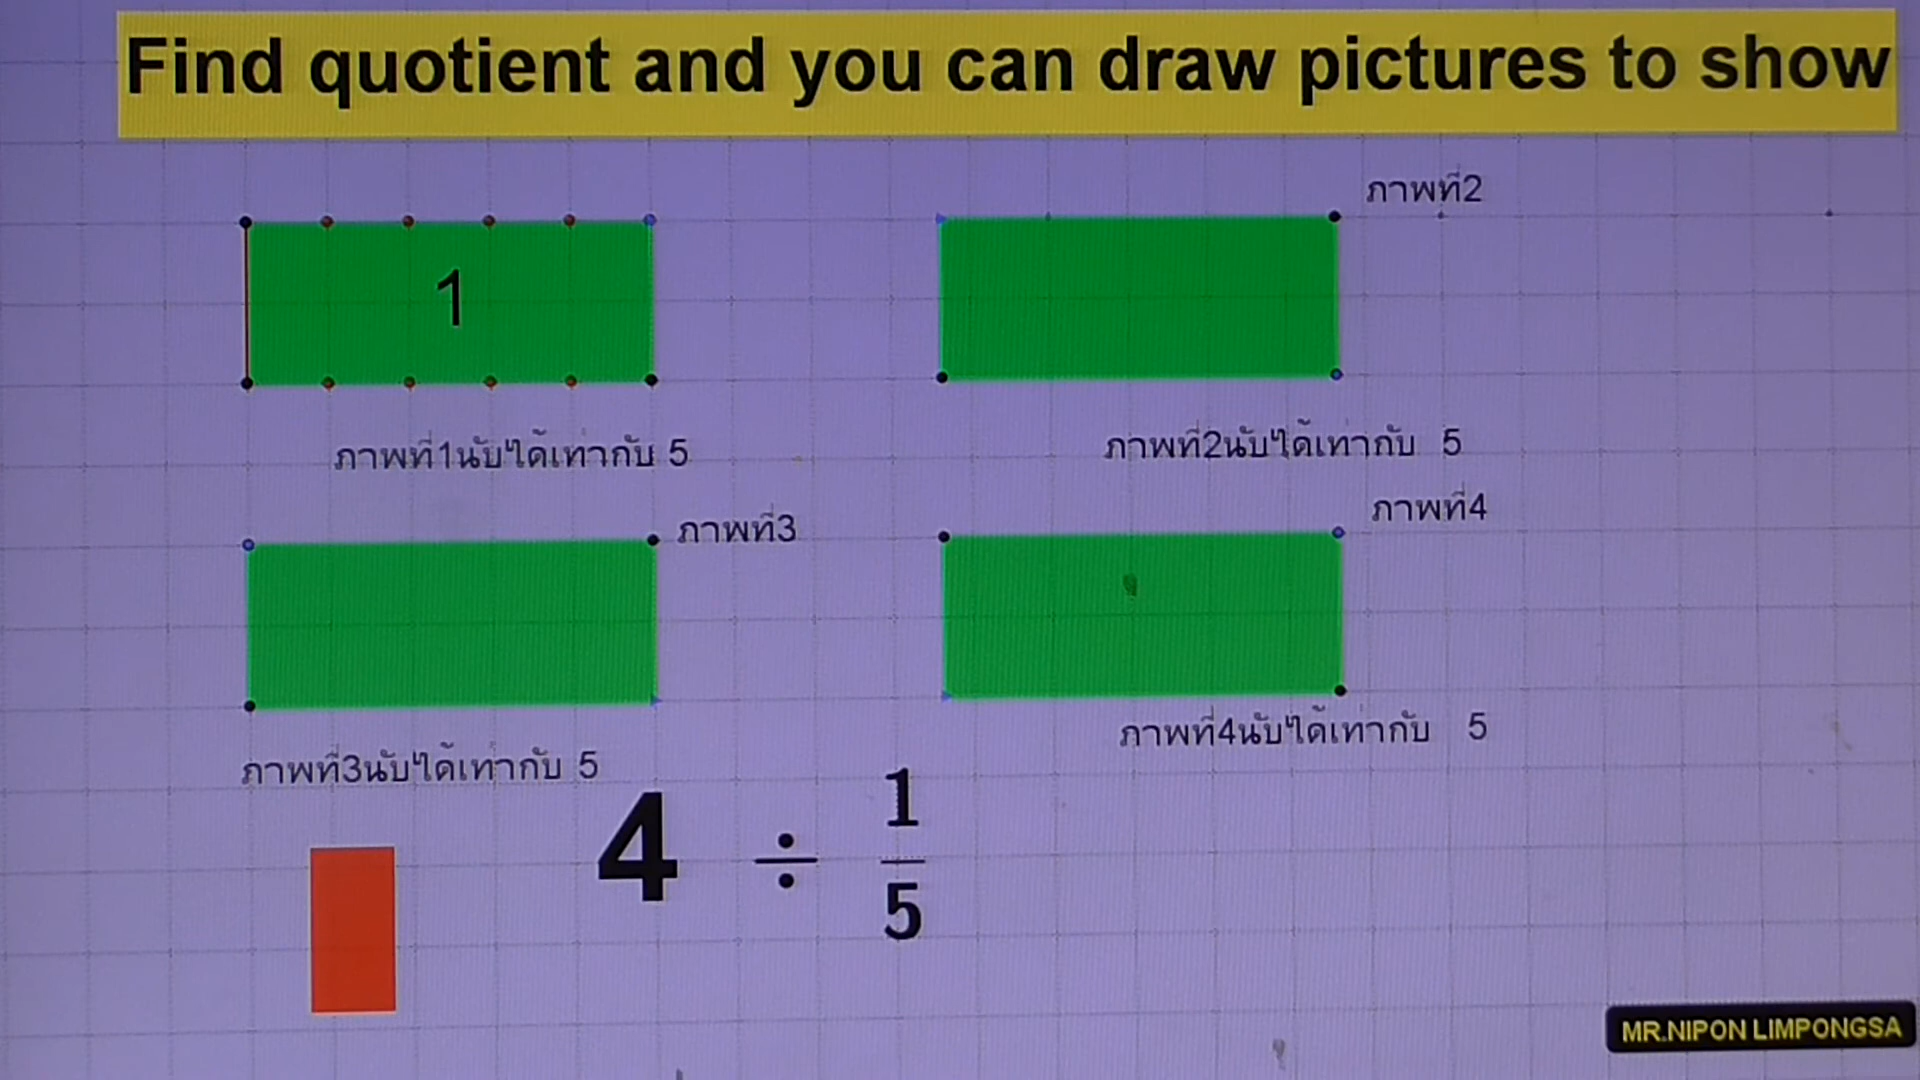 Find quotient and you can draw pictures to show
ภาพที่2
1
ภาพที่1นับได้เท่ากับ 5
ภาพที่2นับได้เท่ากับ 5
ภาพที่3
ภาพที่4
ภาพที่3นับได้เท่ากับ 5
ภาพที่4นับได้เท่ากับ 5
4 ÷ 1/5
MR.NIPON LIMPONGSA